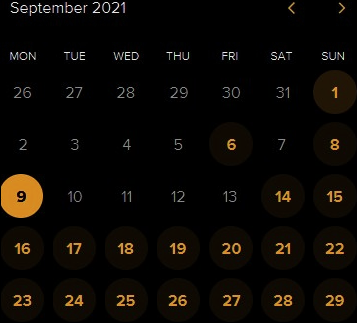 September 2021 < >
MON TUE WED THU FRI SAT SUN
26 27 28 29 30 31 1
2 3 4 5 6 7 8
9 10 11 12 13 14 15
16 17 18 19 20 21 22
23 24 25 26 27 28 29